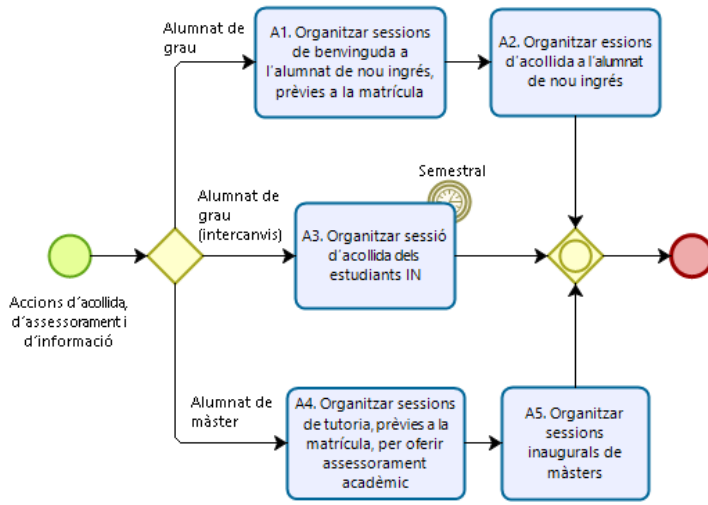 Alumnat de
grau
A1. Organitzar sessions
de benvinguda a
l´alumnat de nou ingrés,
prèvies a la matrícula
A2. Organitzar essions
d´acollida a l´alumnat
de nou ingrés
Semestral
Alumnat de
grau
(intercanvis)
A3. Organitzar sessió
d´acollida dels
estudiants IN
Accions d´acollida,
d´assessorament i
d´informació
Alumnat de
màster
A4. Organitzar sessions
de tutoria, prèvies a la
matrícula, per oferir
assessorament
acadèmic
A5. Organitzar
sessions
inaugurals de
màsters